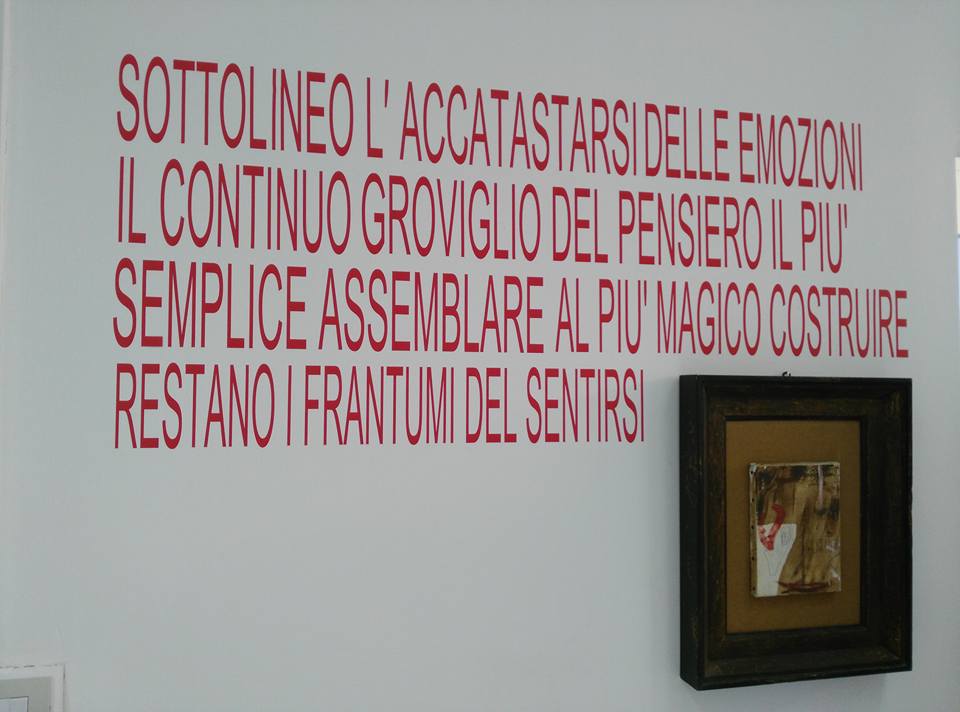 SOTTOLINEO L' ACCATASTARSI DELLE EMOZIONI
IL CONTINUO GROVIGLIO DEL PENSIERO IL PIU'
SEMPLICE ASSEMBLARE AL PIU' MAGICO COSTRUIRE
RESTANO I FRANTUMI DEL SENTIRSI